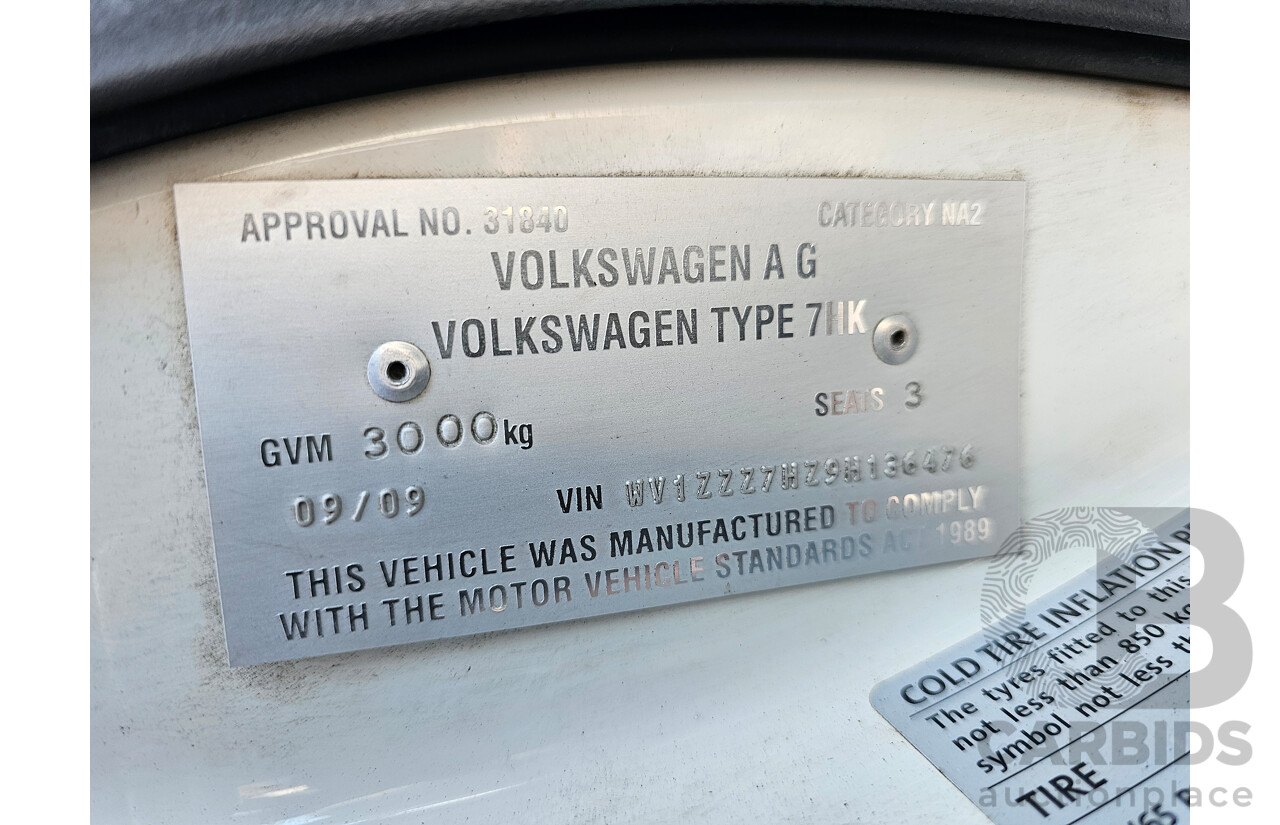 APPROVAL NO. 31840 CATEGORY NA2
VOLKSWAGEN A G
VOLKSWAGEN TYPE 7HK
SEATS 3
GVM 3000kg
09/09 VIN WV1ZZZ7HZ9H136476
THIS VEHICLE WAS MANUFACTURED TO COMPLY
WITH THE MOTOR VEHICLE STANDARDS ACT 1989
COLD TIRE INFLATION
The tyres fitted to this
not less than 850 kg
symbol not less
TIRE
CB
CARBIDS
auctionplace